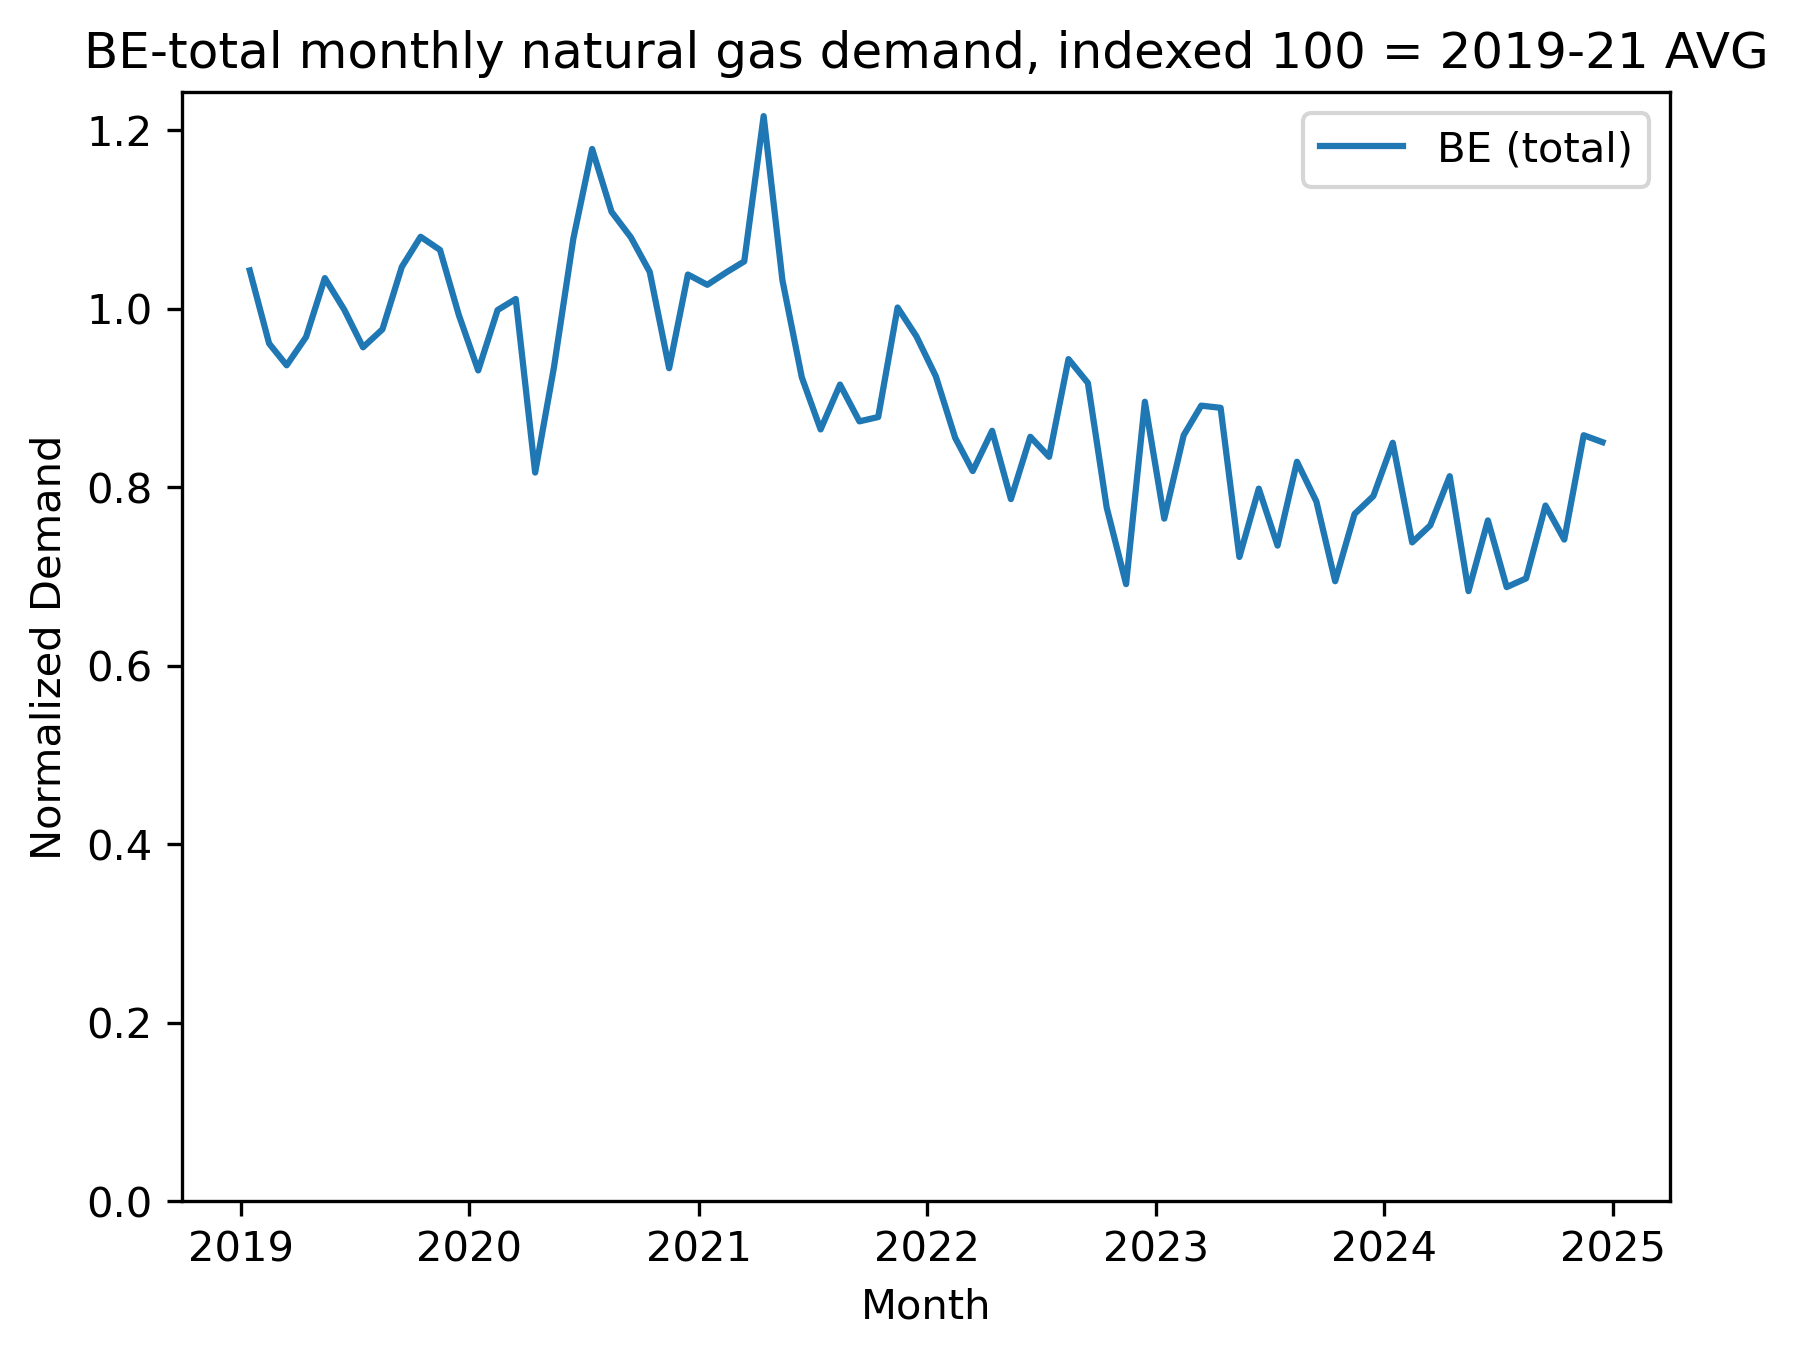 BE-total monthly natural gas demand, indexed 100 = 2019-21 AVG
BE (total)
Normalized Demand
1.2
1.0
0.8
0.6
0.4
0.2
0.0
2019 2020 2021 2022 2023 2024 2025
Month